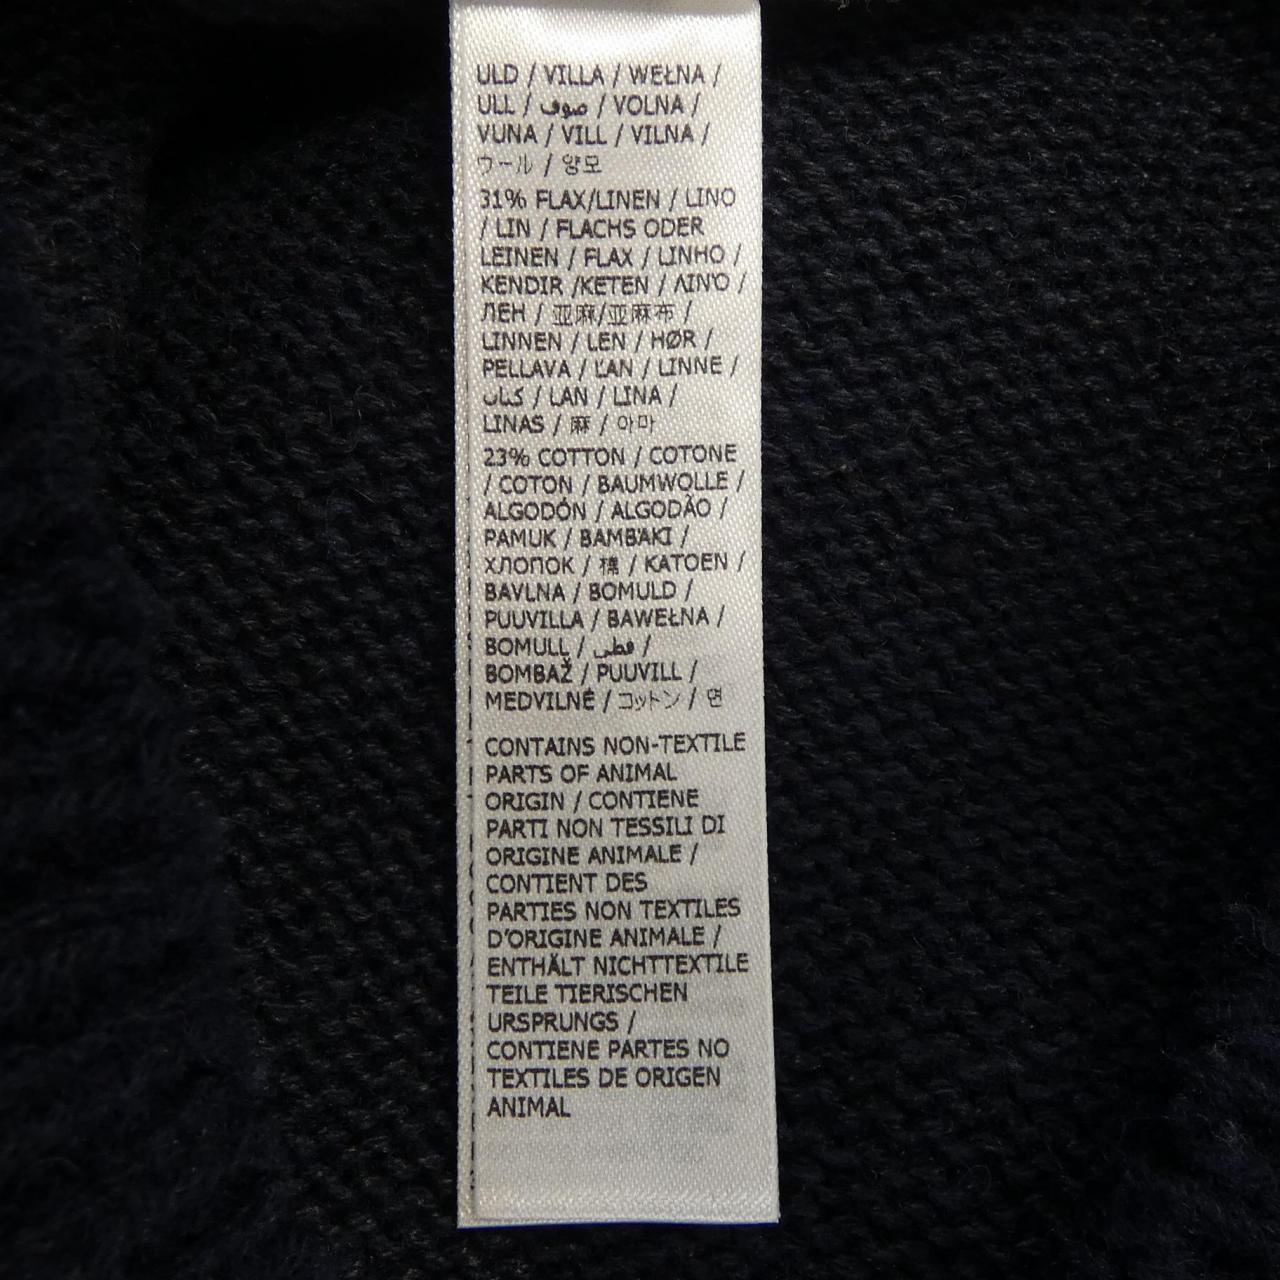 ULD / VILLA / WEŁNA /
ULL / صوف / VOLNA /
VUNA / VILL / VILNA /
ウール / 양모
31% FLAX/LINEN / LINO
/ LIN / FLACHS ODER
LEINEN / FLAX / LINHO /
KENDIR /KETEN / ΛΙΝ'Ο /
ЛЕН / 亚麻/亚麻布 /
LINNEN / LEN / HØR /
PELLAVA / ĽAN / LINNE /
كتان / LAN / LINA /
LINAS / 麻 / 아마
23% COTTON / COTONE
/ COTON / BAUMWOLLE /
ALGODÓN / ALGODÃO /
PAMUK / BAMBAKI /
ХЛОПОК / 棉 / KATOEN /
BAVLNA / BOMULD /
PUUVILLA / BAWEŁNA /
BOMULL / قطن /
BOMBAŽ / PUUVILL /
MEDVILNĖ / コットン / 면
CONTAINS NON-TEXTILE
PARTS OF ANIMAL
ORIGIN / CONTIENE
PARTI NON TESSILI DI
ORIGINE ANIMALE /
CONTIENT DES
PARTIES NON TEXTILES
D'ORIGINE ANIMALE /
ENTHÄLT NICHTTEXTILE
TEILE TIERISCHEN
URSPRUNGS /
CONTIENE PARTES NO
TEXTILES DE ORIGEN
ANIMAL